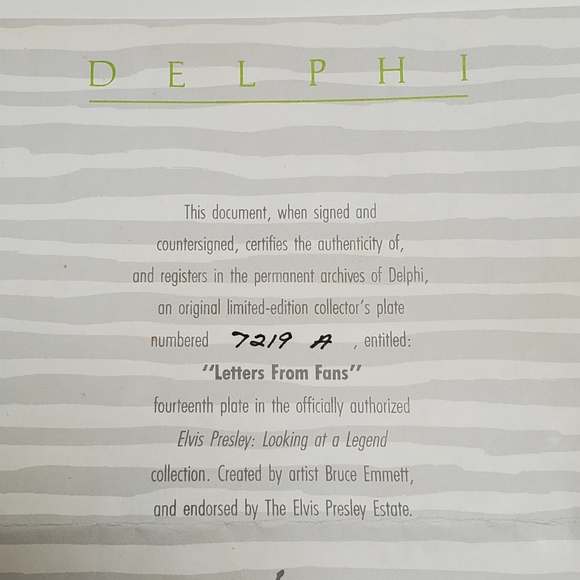 DELPHI
This document, when signed and
countersigned, certifies the authenticity of,
and registers in the permanent archives of Delphi,
an original limited-edition collector's plate
numbered 7219 A , entitled:
"Letters From Fans"
fourteenth plate in the officially authorized
Elvis Presley: Looking at a Legend
collection. Created by artist Bruce Emmett,
and endorsed by The Elvis Presley Estate.